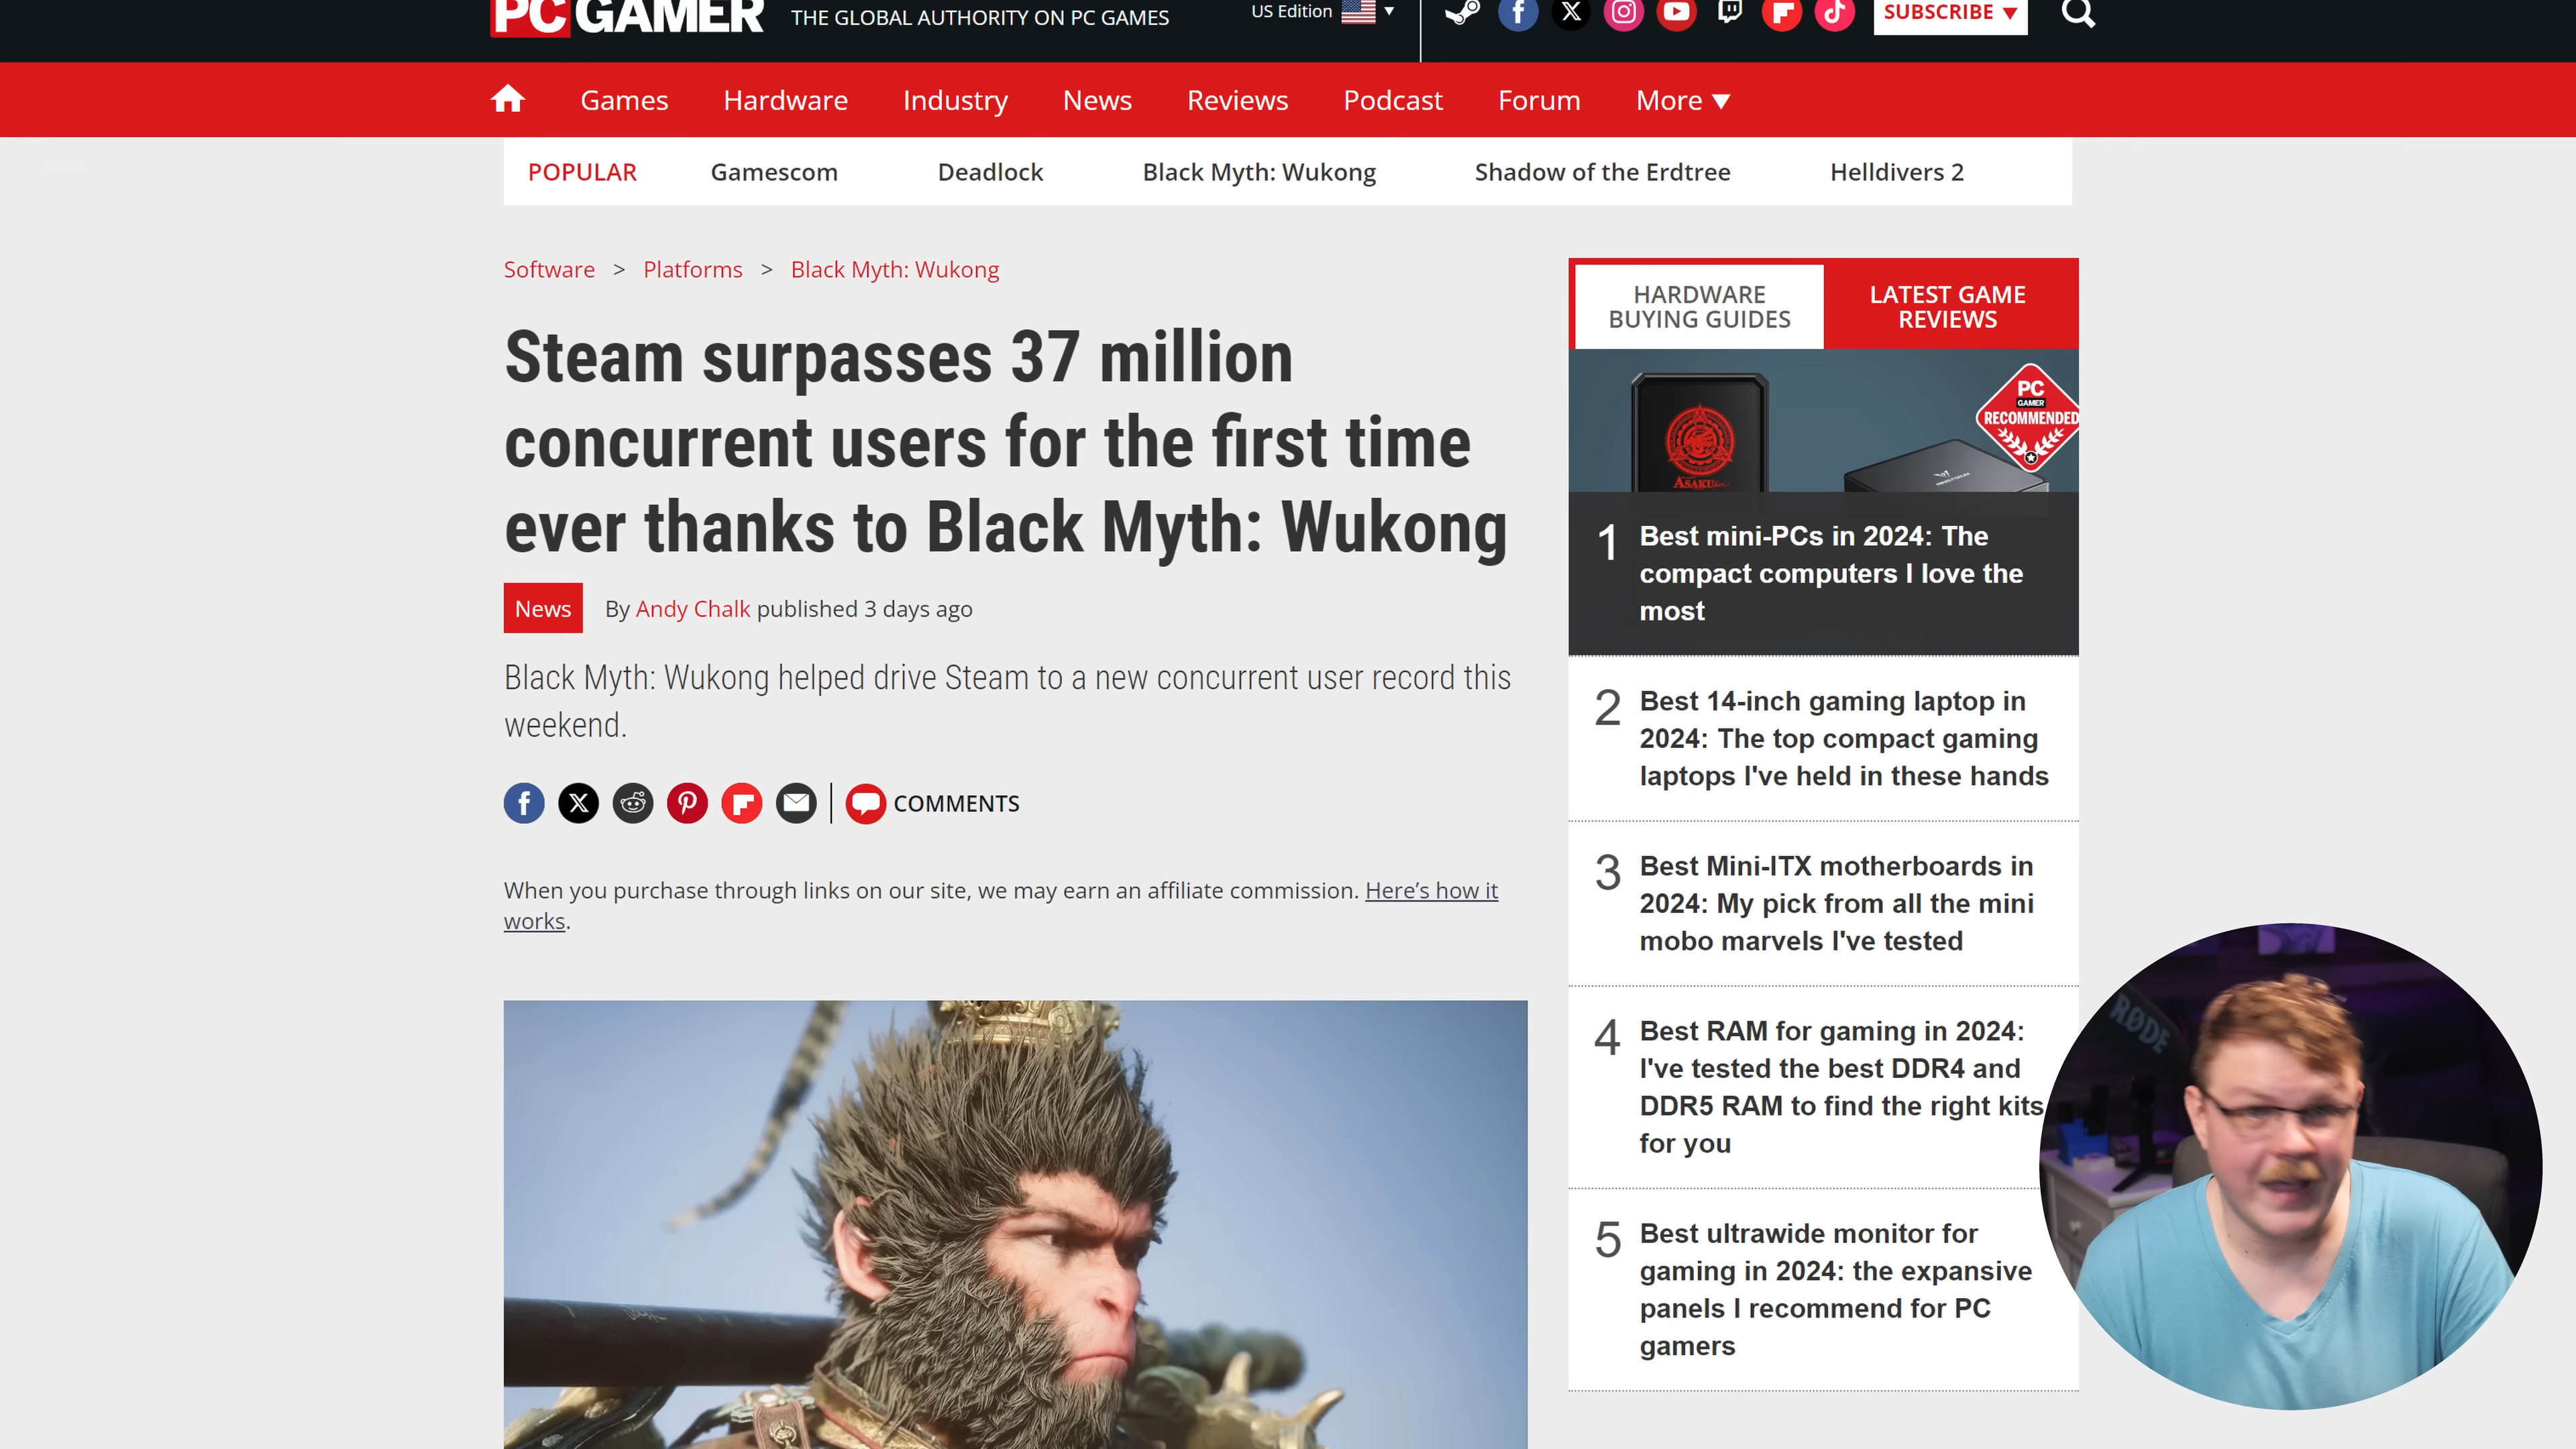 PC GAMER
THE GLOBAL AUTHORITY ON PC GAMES
US Edition
SUBSCRIBE
Games
Hardware
Industry
News
Reviews
Podcast
Forum
More
POPULAR
Gamescom
Deadlock
Black Myth: Wukong
Shadow of the Erdtree
Helldivers 2
Software > Platforms > Black Myth: Wukong
Steam surpasses 37 million
concurrent users for the first time
ever thanks to Black Myth: Wukong
News
By Andy Chalk published 3 days ago
Black Myth: Wukong helped drive Steam to a new concurrent user record this
weekend.
COMMENTS
When you purchase through links on our site, we may earn an affiliate commission. Here’s how it
works.
HARDWARE
BUYING GUIDES
LATEST GAME
REVIEWS
PC
GAMER
RECOMMENDED
1 Best mini-PCs in 2024: The
compact computers I love the
most
2 Best 14-inch gaming laptop in
2024: The top compact gaming
laptops I've held in these hands
3 Best Mini-ITX motherboards in
2024: My pick from all the mini
mobo marvels I've tested
4 Best RAM for gaming in 2024:
I've tested the best DDR4 and
DDR5 RAM to find the right kits
for you
5 Best ultrawide monitor for
gaming in 2024: the expansive
panels I recommend for PC
gamers
RØDE